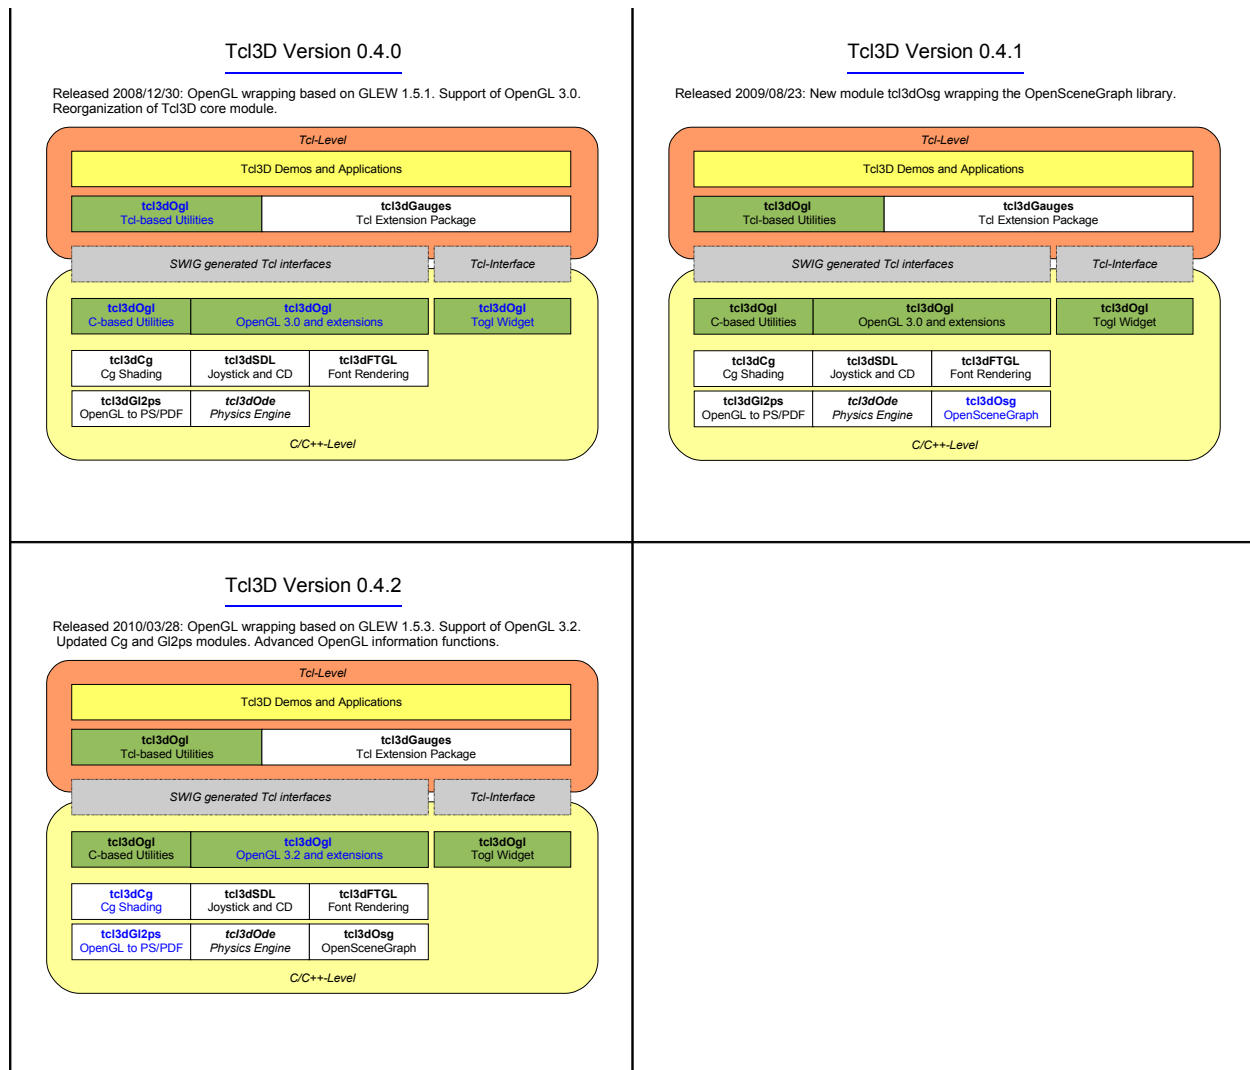 Tcl3D Version 0.4.0
Released 2008/12/30: OpenGL wrapping based on GLEW 1.5.1. Support of OpenGL 3.0.
Reorganization of Tcl3D core module.
Tcl-Level
Tcl3D Demos and Applications
tcl3dOgl
Tcl-based Utilities
tcl3dGauges
Tcl Extension Package
SWIG generated Tcl interfaces
Tcl-Interface
tcl3dOgl
C-based Utilities
tcl3dOgl
OpenGL 3.0 and extensions
tcl3dOgl
Togl Widget
tcl3dCg
Cg Shading
tcl3dSDL
Joystick and CD
tcl3dFTGL
Font Rendering
tcl3dGl2ps
OpenGL to PS/PDF
tcl3dOde
Physics Engine
C/C++-Level
Tcl3D Version 0.4.1
Released 2009/08/23: New module tcl3dOsg wrapping the OpenSceneGraph library.
Tcl-Level
Tcl3D Demos and Applications
tcl3dOgl
Tcl-based Utilities
tcl3dGauges
Tcl Extension Package
SWIG generated Tcl interfaces
Tcl-Interface
tcl3dOgl
C-based Utilities
tcl3dOgl
OpenGL 3.0 and extensions
tcl3dOgl
Togl Widget
tcl3dCg
Cg Shading
tcl3dSDL
Joystick and CD
tcl3dFTGL
Font Rendering
tcl3dGl2ps
OpenGL to PS/PDF
tcl3dOde
Physics Engine
tcl3dOsg
OpenSceneGraph
C/C++-Level
Tcl3D Version 0.4.2
Released 2010/03/28: OpenGL wrapping based on GLEW 1.5.3. Support of OpenGL 3.2.
Updated Cg and Gl2ps modules. Advanced OpenGL information functions.
Tcl-Level
Tcl3D Demos and Applications
tcl3dOgl
Tcl-based Utilities
tcl3dGauges
Tcl Extension Package
SWIG generated Tcl interfaces
Tcl-Interface
tcl3dOgl
C-based Utilities
tcl3dOgl
OpenGL 3.2 and extensions
tcl3dOgl
Togl Widget
tcl3dCg
Cg Shading
tcl3dSDL
Joystick and CD
tcl3dFTGL
Font Rendering
tcl3dGl2ps
OpenGL to PS/PDF
tcl3dOde
Physics Engine
tcl3dOsg
OpenSceneGraph
C/C++-Level